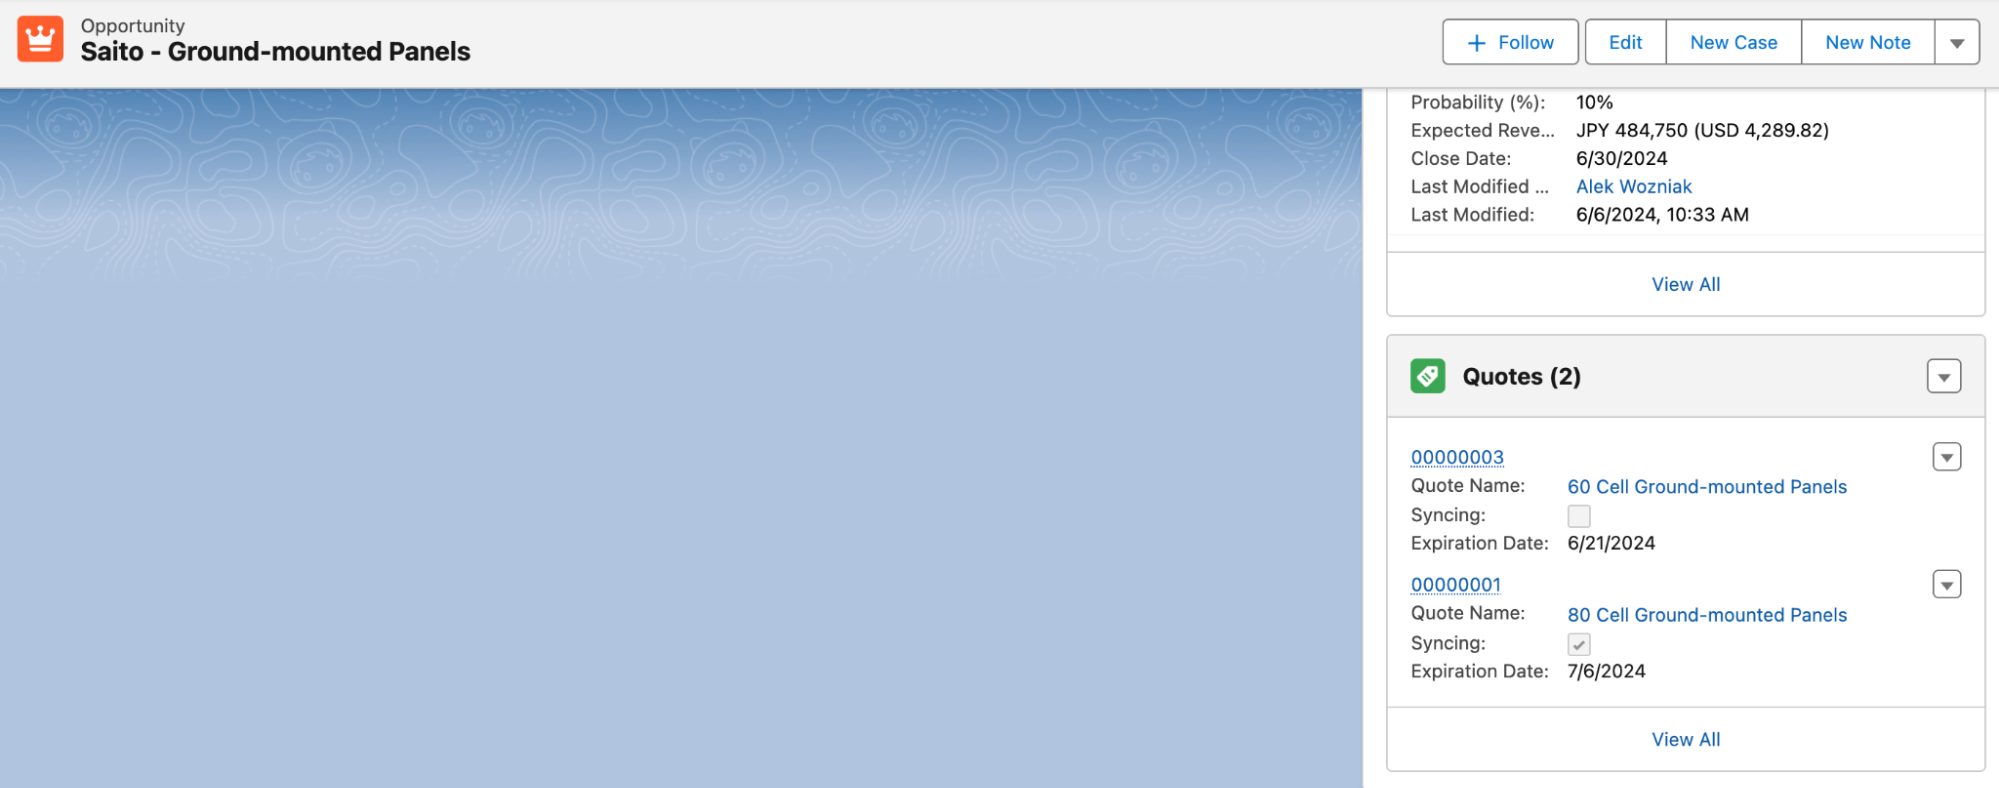 Opportunity
Saito - Ground-mounted Panels
+ Follow
Edit
New Case
New Note
Probability (%): 10%
Expected Reve... JPY 484,750 (USD 4,289.82)
Close Date: 6/30/2024
Last Modified ... Alek Wozniak
Last Modified: 6/6/2024, 10:33 AM
View All
Quotes (2)
00000003
Quote Name: 60 Cell Ground-mounted Panels
Syncing:
Expiration Date: 6/21/2024
00000001
Quote Name: 80 Cell Ground-mounted Panels
Syncing:
Expiration Date: 7/6/2024
View All